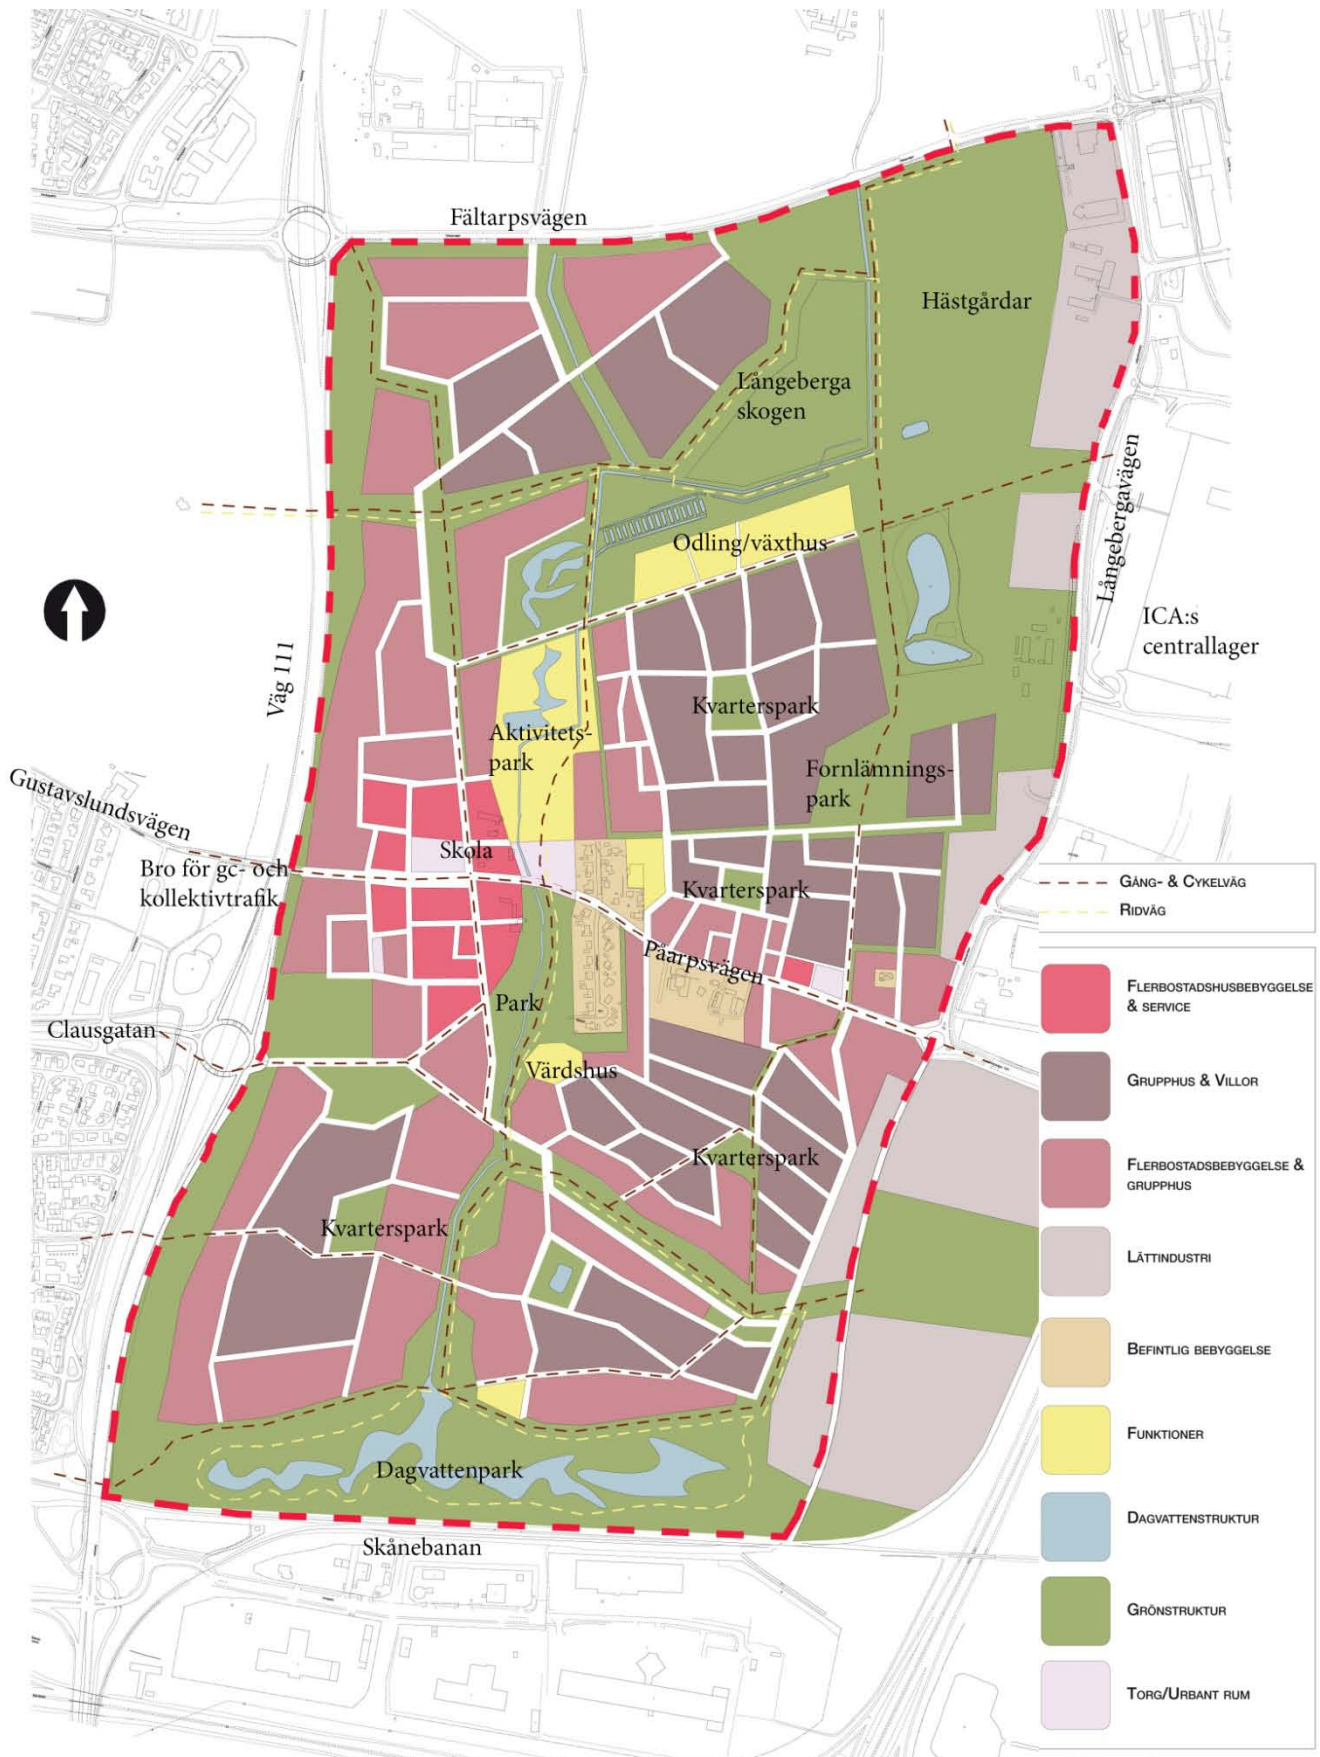 Fältarpsvägen
Hästgårdar
Långeberga
skogen
Långebergavägen
Odling/växthus
ICA:s
centrallager
Väg 111
Kvarterspark
Aktivitets-
park
Fornlämnings-
park
Gustavslundsvägen
Skola
Bro för gc- och
kollektivtrafik
Kvarterspark
Påarpsvägen
Park
Clausgatan
Värdshus
Kvarterspark
Kvarterspark
Dagvattenpark
Skånebanan
GÅNG- & CYKELVÄG
RIDVÄG
FLERBOSTADSHUSBEBYGGELSE
& SERVICE
GRUPPHUS & VILLOR
FLERBOSTADSBEBYGGELSE &
GRUPPHUS
LÄTTINDUSTRI
BEFINTLIG BEBYGGELSE
FUNKTIONER
DAGVATTENSTRUKTUR
GRÖNSTRUKTUR
TORG/URBANT RUM